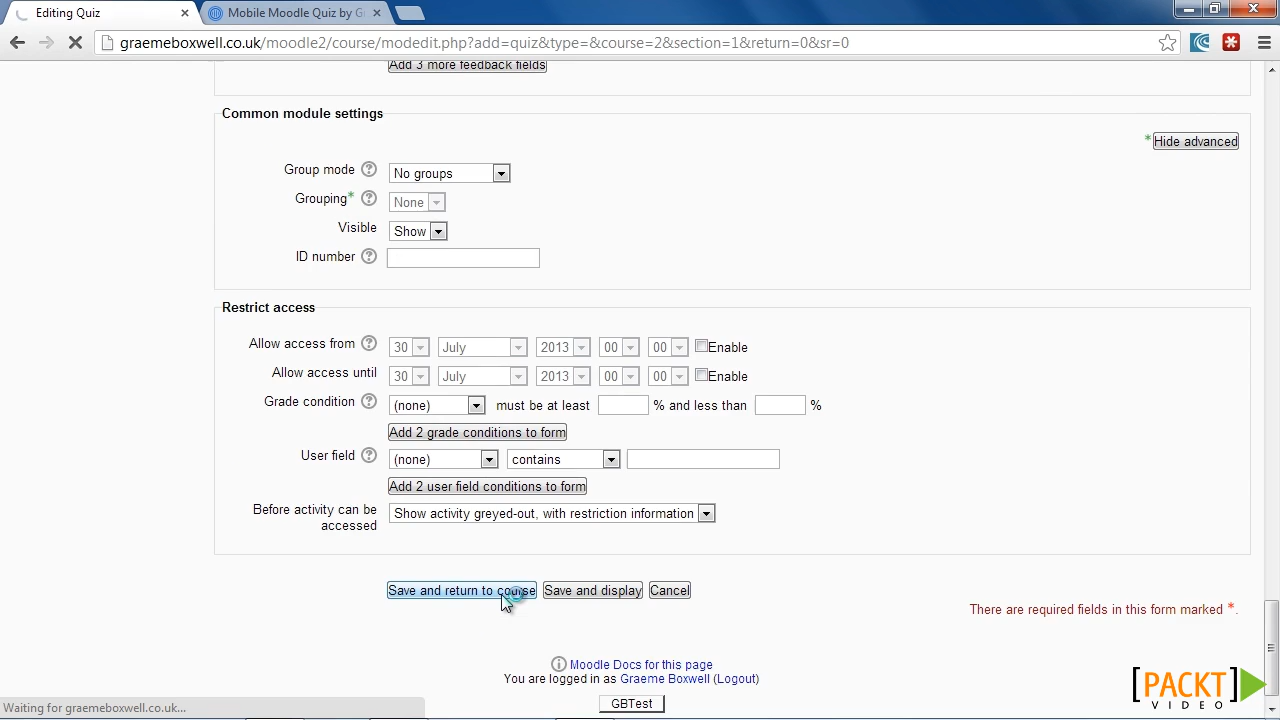 Editing Quiz
Mobile Moodle Quiz by G
graemeboxwell.co.uk/moodle2/course/modedit.php?add=quiz&type=&course=2&section=1&return=0&sr=0
Add 3 more feedback fields
Common module settings
* Hide advanced
Group mode No groups
Grouping* None
Visible Show
ID number
Restrict access
Allow access from 30 July 2013 00 00 Enable
Allow access until 30 July 2013 00 00 Enable
Grade condition (none) must be at least % and less than %
Add 2 grade conditions to form
User field (none) contains
Add 2 user field conditions to form
Before activity can be
accessed
Show activity greyed-out, with restriction information
Save and return to course Save and display Cancel
There are required fields in this form marked *.
Moodle Docs for this page
You are logged in as Graeme Boxwell (Logout)
GBTest
Waiting for graemeboxwell.co.uk...
[PACKT]
VIDEO